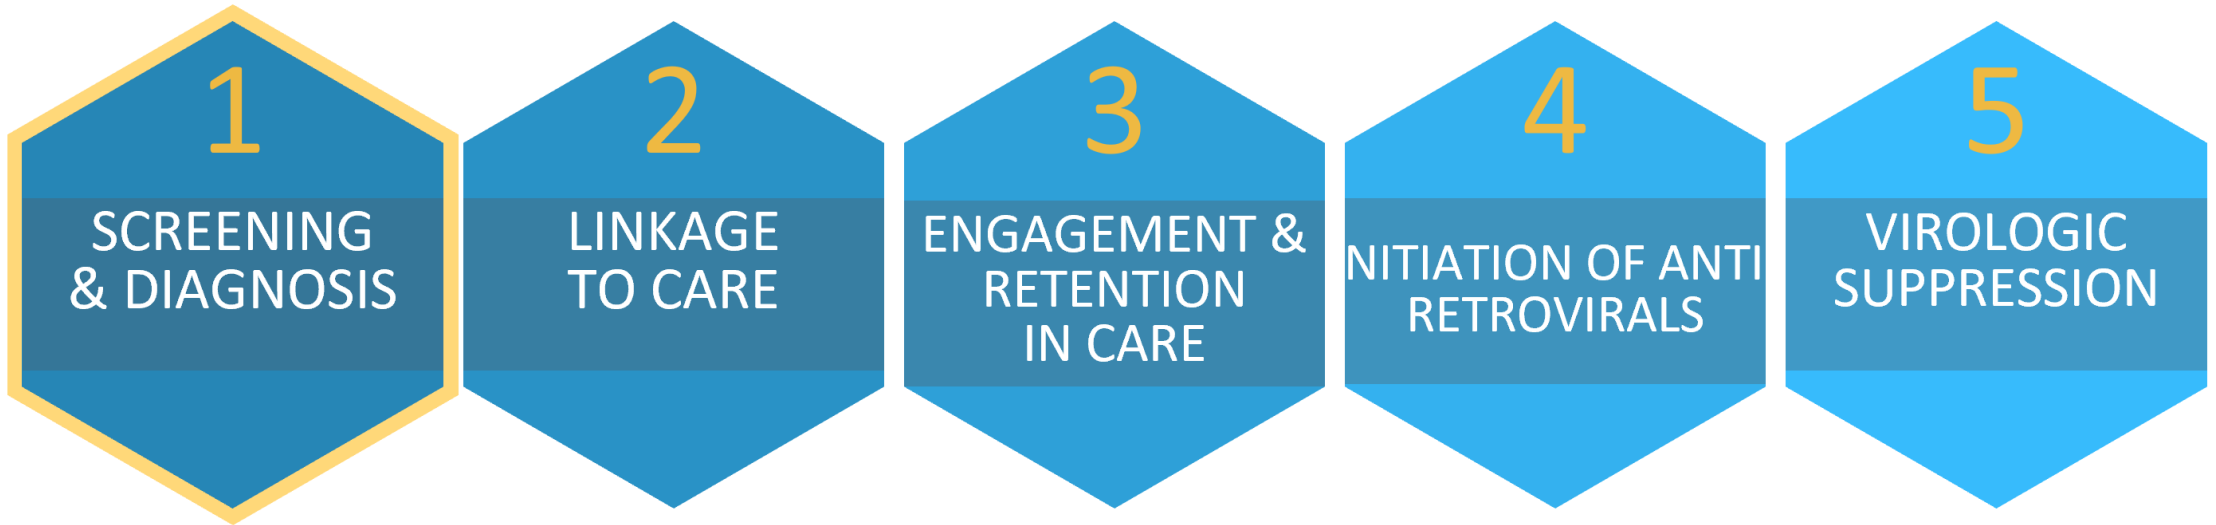 1
SCREENING
& DIAGNOSIS
2
LINKAGE
TO CARE
3
ENGAGEMENT &
RETENTION
IN CARE
4
NITIATION OF ANTI
RETROVIRALS
5
VIROLOGIC
SUPPRESSION